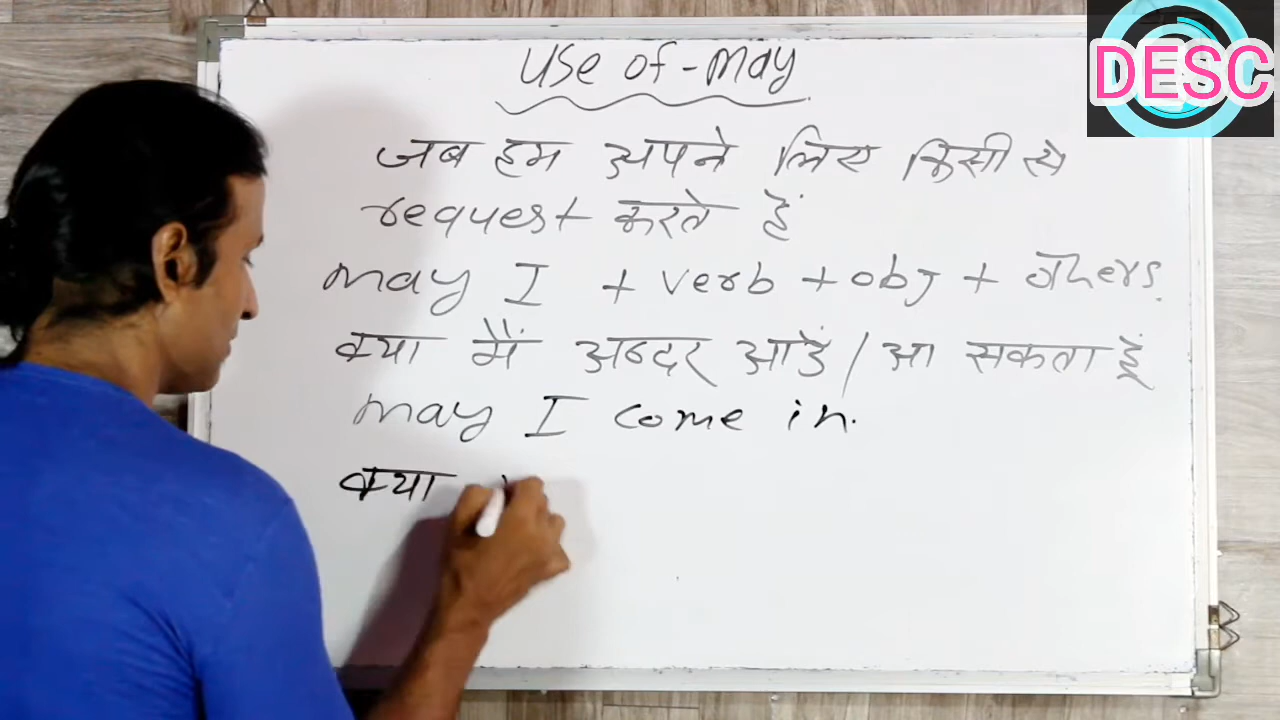 DESC
Use of - May
जब हम अपने लिए किसी से
request करते हैं
May I + verb + obj + others.
क्या मैं अन्दर आऊँ / आ सकता हूँ
May I come in.
क्या